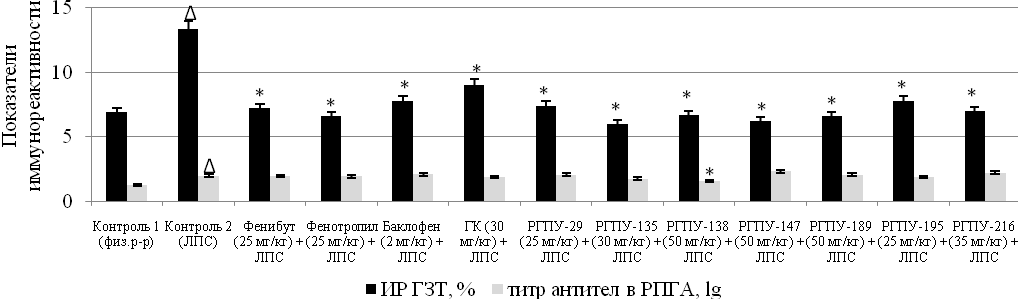 Показатели
иммунореактивности
15
10
5
0
Δ
Δ
*
*
*
*
*
*
*
*
*
*
*
*
Контроль 1
(физ.р-р)
Контроль 2
(ЛПС)
Фенибут
(25 мг/кг) +
ЛПС
Фенотропил
(25 мг/кг) +
ЛПС
Баклофен
(2 мг/кг) +
ЛПС
ГК (30
мг/кг) +
ЛПС
РГПУ-29
(25 мг/кг) +
ЛПС
РГПУ-135
(30 мг/кг) +
ЛПС
РГПУ-138
(50 мг/кг) +
ЛПС
РГПУ-147
(50 мг/кг) +
ЛПС
РГПУ-189
(50 мг/кг) +
ЛПС
РГПУ-195
(25 мг/кг) +
ЛПС
РГПУ-216
(35 мг/кг) +
ЛПС
ИР ГЗТ, % титр антител в РПГА, lg